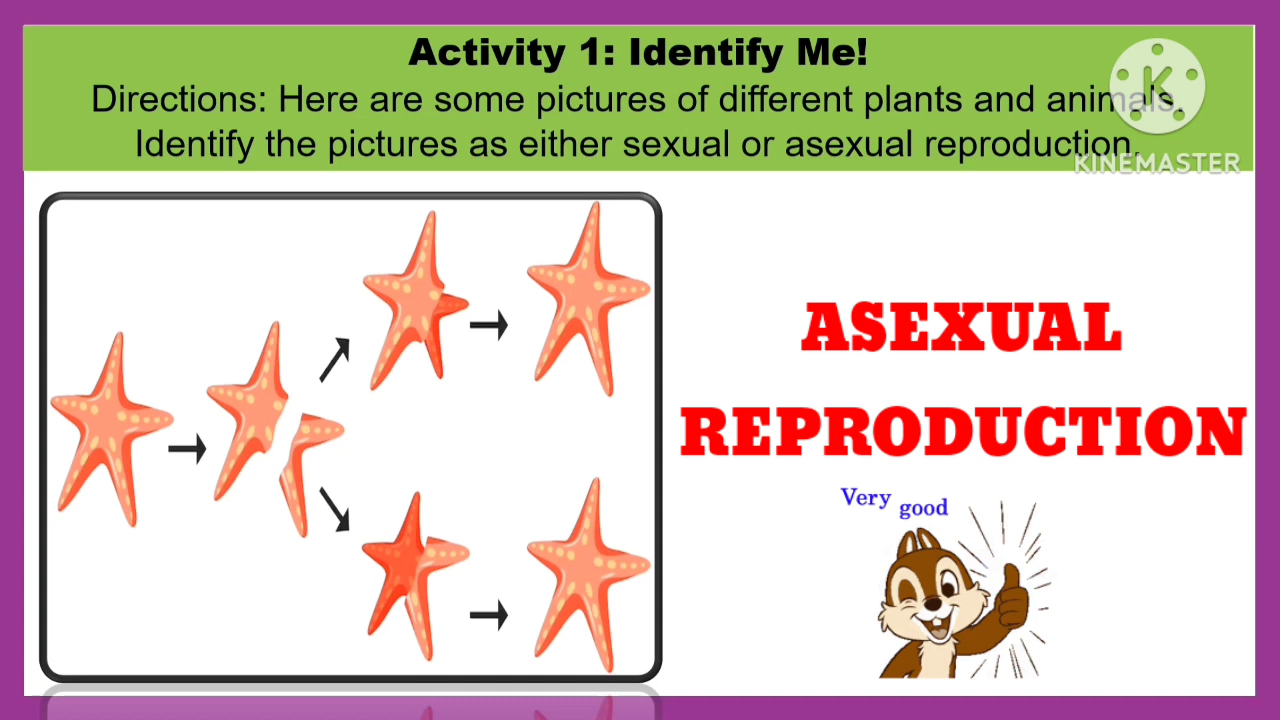 Activity 1: Identify Me!
Directions: Here are some pictures of different plants and animals.
Identify the pictures as either sexual or asexual reproduction.
K
KINEMASTER
ASEXUAL
REPRODUCTION
Very good